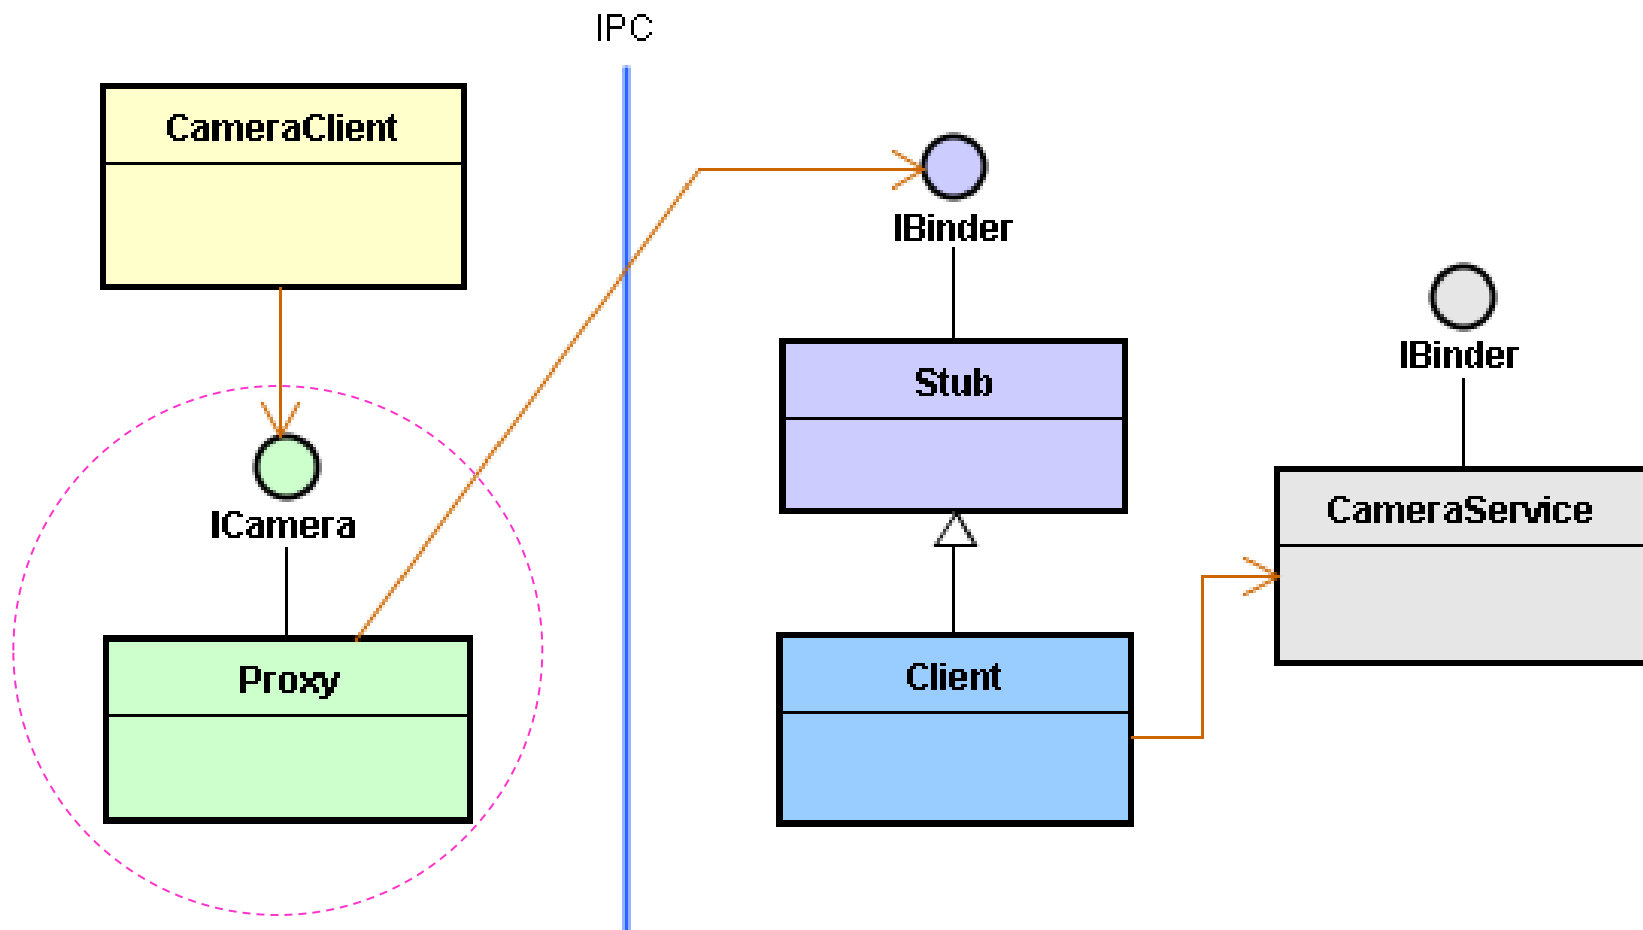 IPC
CameraClient
IBinder
IBinder
Stub
ICamera
CameraService
Proxy
Client